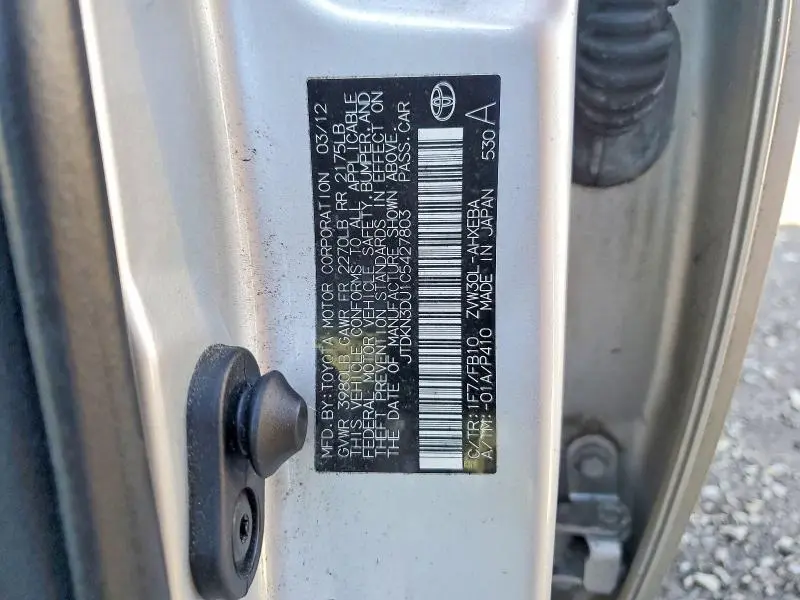 MFD. BY: TOYOTA MOTOR CORPORATION 03/12
GVWR 3980LB GAWR FR 2270LB RR 2175LB
THIS VEHICLE CONFORMS TO ALL APPLICABLE
FEDERAL MOTOR VEHICLE SAFETY, BUMPER, AND
THEFT PREVENTION STANDARDS IN EFFECT ON
THE DATE OF MANUFACTURE SHOWN ABOVE.
JTDKN3DU1C5427803 PASS. CAR
C/TR: 1F7/FB10 ZVW30L-AHXEBA
A/TM: -01A/P410 MADE IN JAPAN 530 A